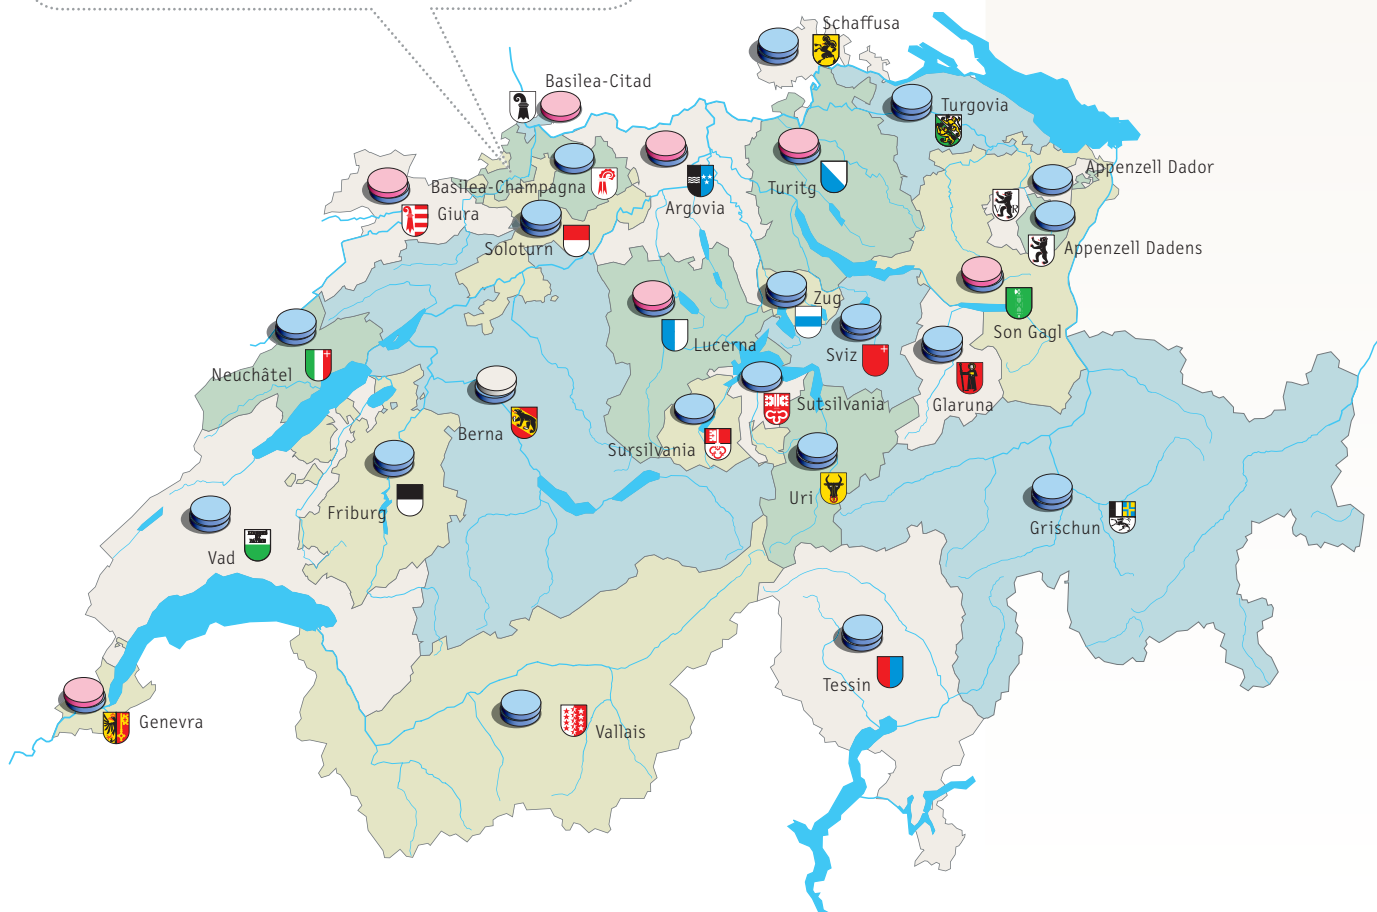 Schaffusa
Basilea-Citad
Turgovia
Appenzell Dador
Basilea-Champagna
Turitg
Giura
Argovia
Soloturn
Appenzell Dadens
Zug
Son Gagl
Lucerna
Sviz
Neuchâtel
Glaruna
Sutsilvania
Berna
Sursilvania
Uri
Friburg
Grischun
Vad
Tessin
Genevra
Vallais